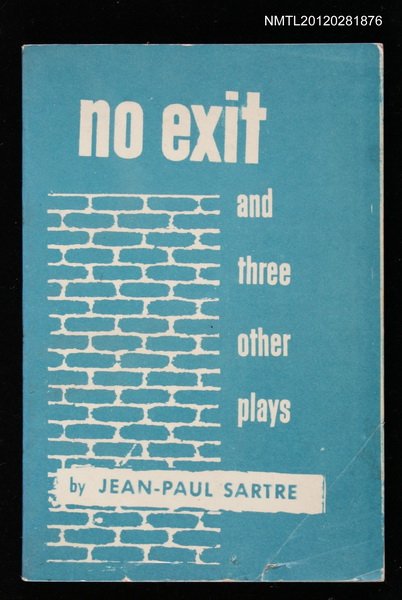 NMTL20120281876
no exit
and
three
other
plays
by JEAN-PAUL SARTRE